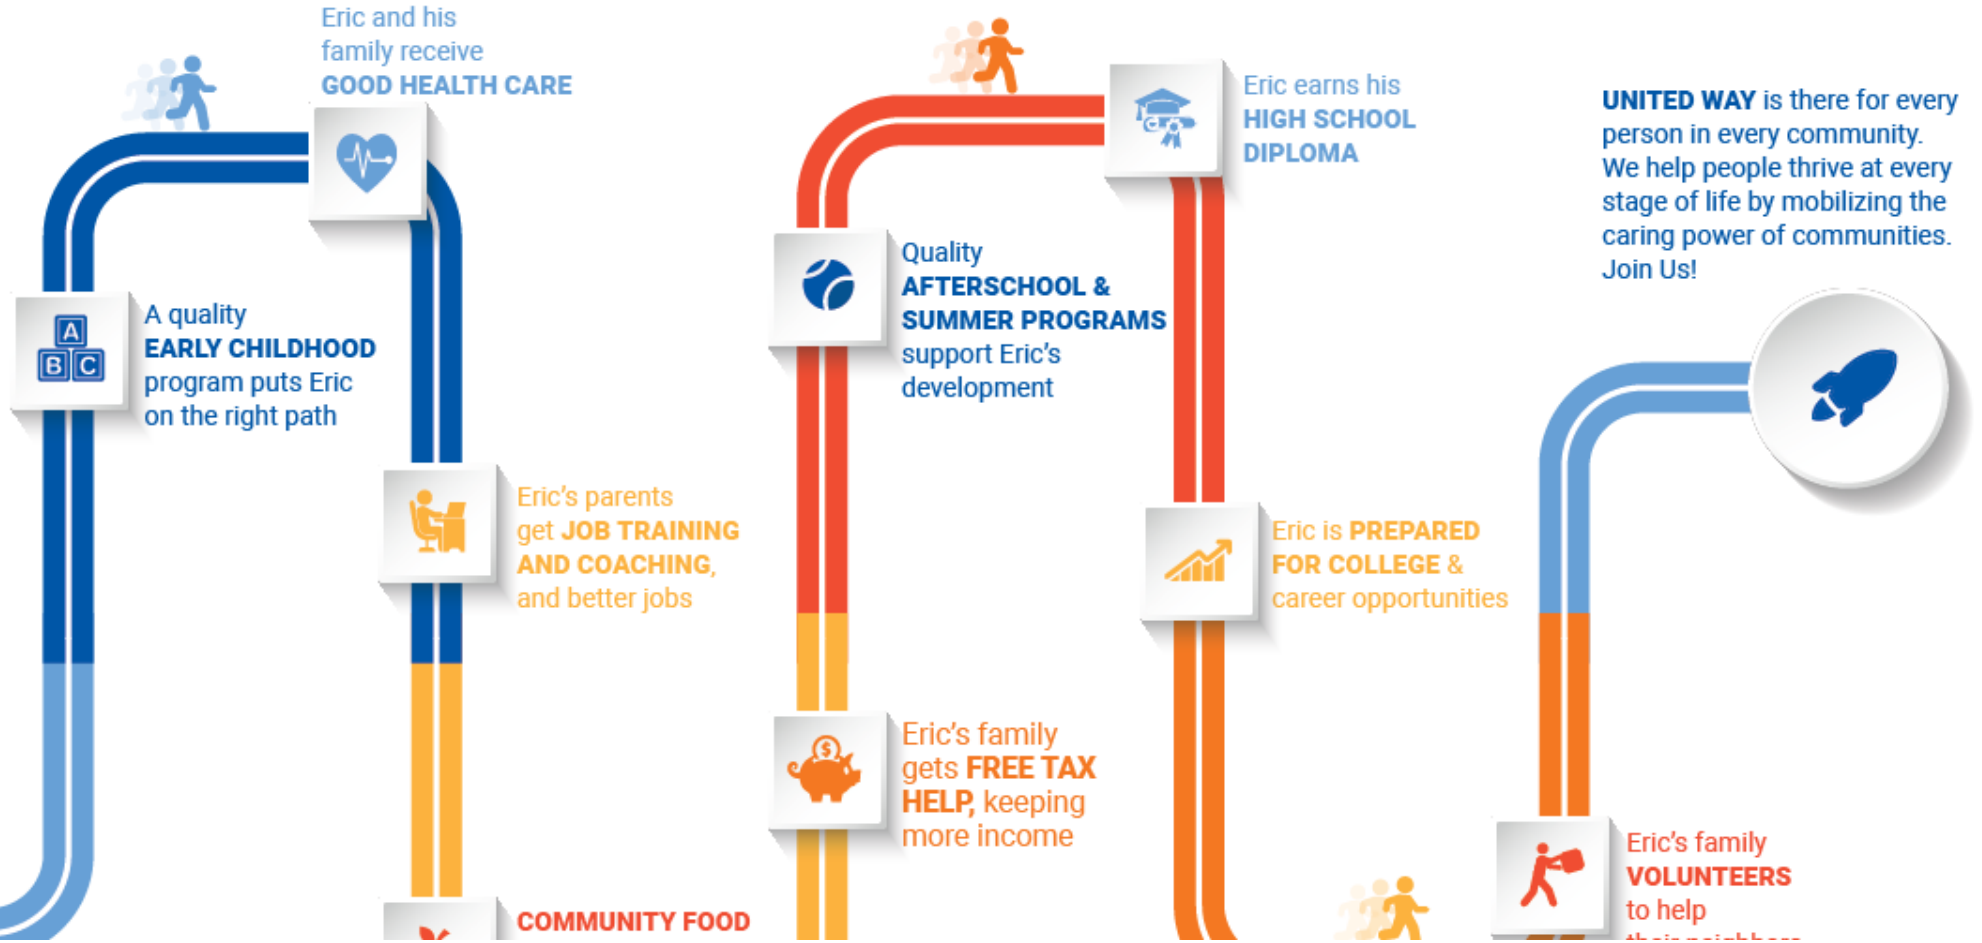 Eric and his
family receive
GOOD HEALTH CARE
A
B C
A quality
EARLY CHILDHOOD
program puts Eric
on the right path
Eric's parents
get JOB TRAINING
AND COACHING,
and better jobs
COMMUNITY FOOD
Quality
AFTERSCHOOL &
SUMMER PROGRAMS
support Eric's
development
$
Eric's family
gets FREE TAX
HELP, keeping
more income
Eric earns his
HIGH SCHOOL
DIPLOMA
Eric is PREPARED
FOR COLLEGE &
career opportunities
UNITED WAY is there for every
person in every community.
We help people thrive at every
stage of life by mobilizing the
caring power of communities.
Join Us!
Eric's family
VOLUNTEERS
to help
their neighbors